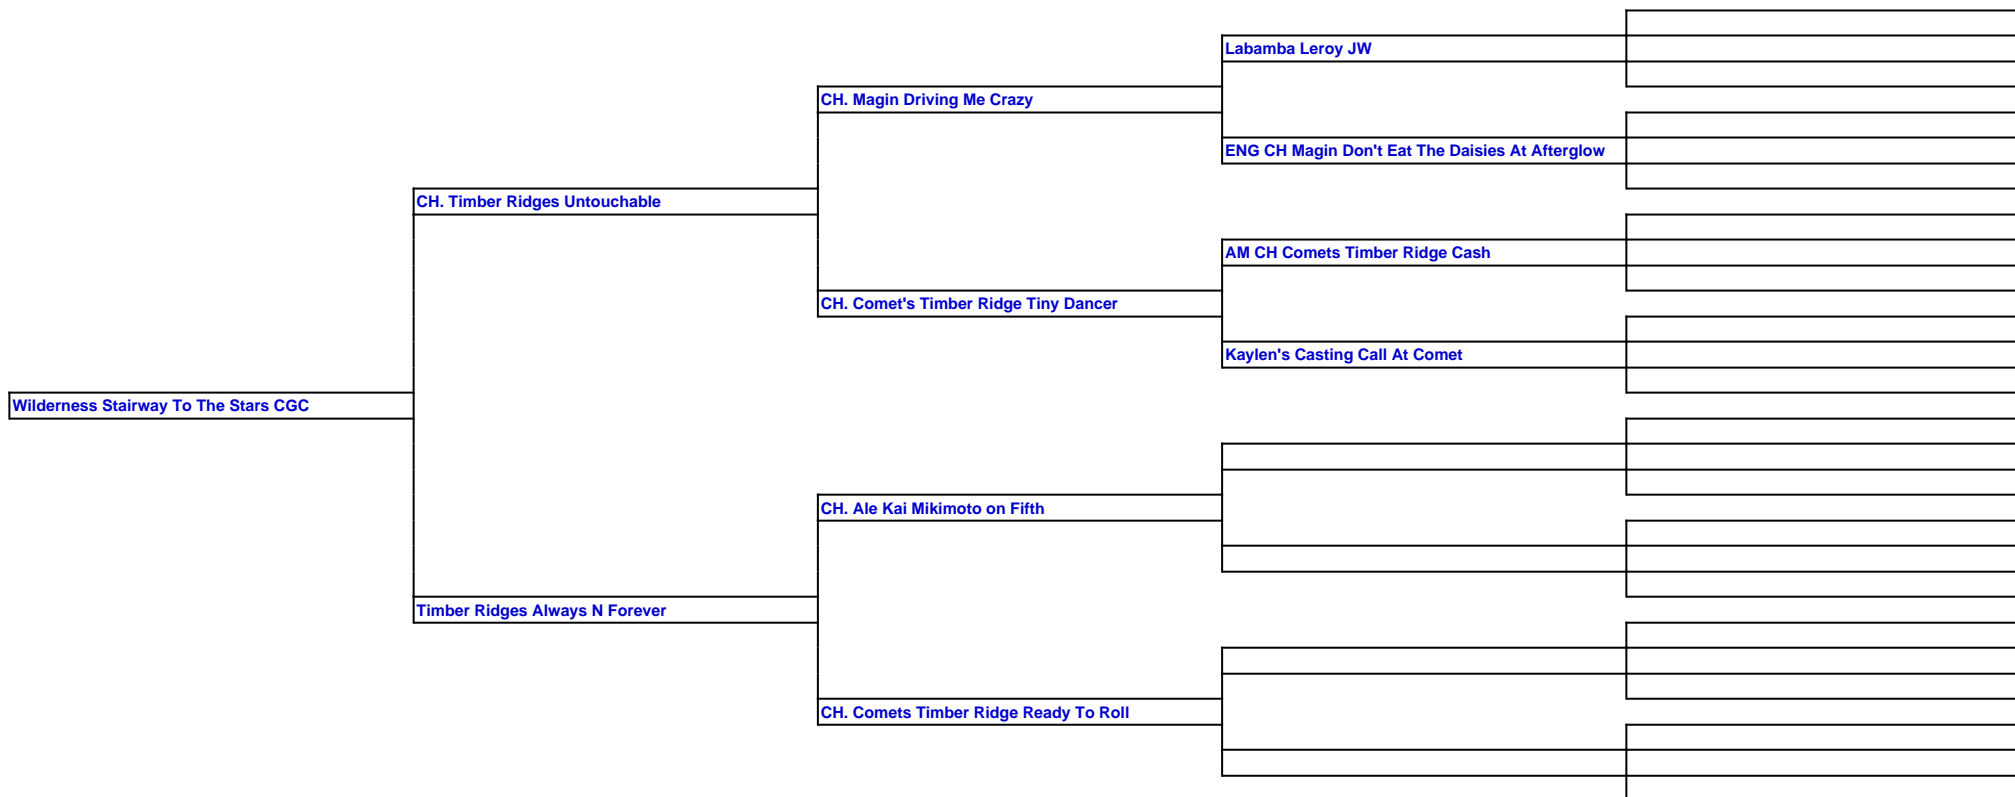 Labamba Leroy JW
CH. Magin Driving Me Crazy
ENG CH Magin Don't Eat The Daisies At Afterglow
CH. Timber Ridges Untouchable
AM CH Comets Timber Ridge Cash
CH. Comet's Timber Ridge Tiny Dancer
Kaylen's Casting Call At Comet
Wilderness Stairway To The Stars CGC
CH. Ale Kai Mikimoto on Fifth
Timber Ridges Always N Forever
CH. Comets Timber Ridge Ready To Roll